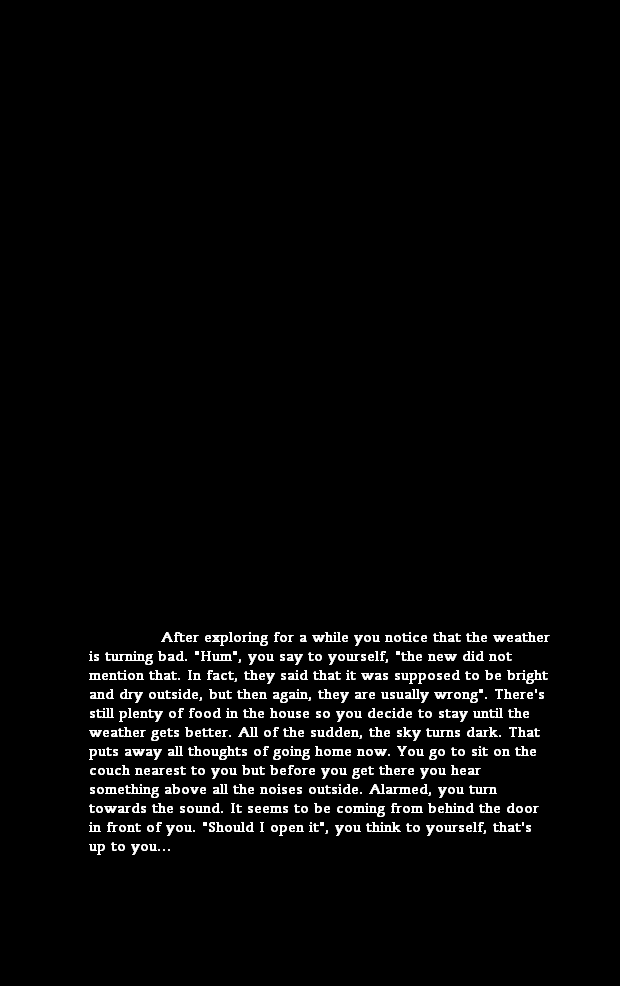 After exploring for a while you notice that the weather
is turning bad. "Hum", you say to yourself, "the new did not
mention that. In fact, they said that it was supposed to be bright
and dry outside, but then again, they are usually wrong". There's
still plenty of food in the house so you decide to stay until the
weather gets better. All of the sudden, the sky turns dark. That
puts away all thoughts of going home now. You go to sit on the
couch nearest to you but before you get there you hear
something above all the noises outside. Alarmed, you turn
towards the sound. It seems to be coming from behind the door
in front of you. "Should I open it", you think to yourself, that's
up to you...